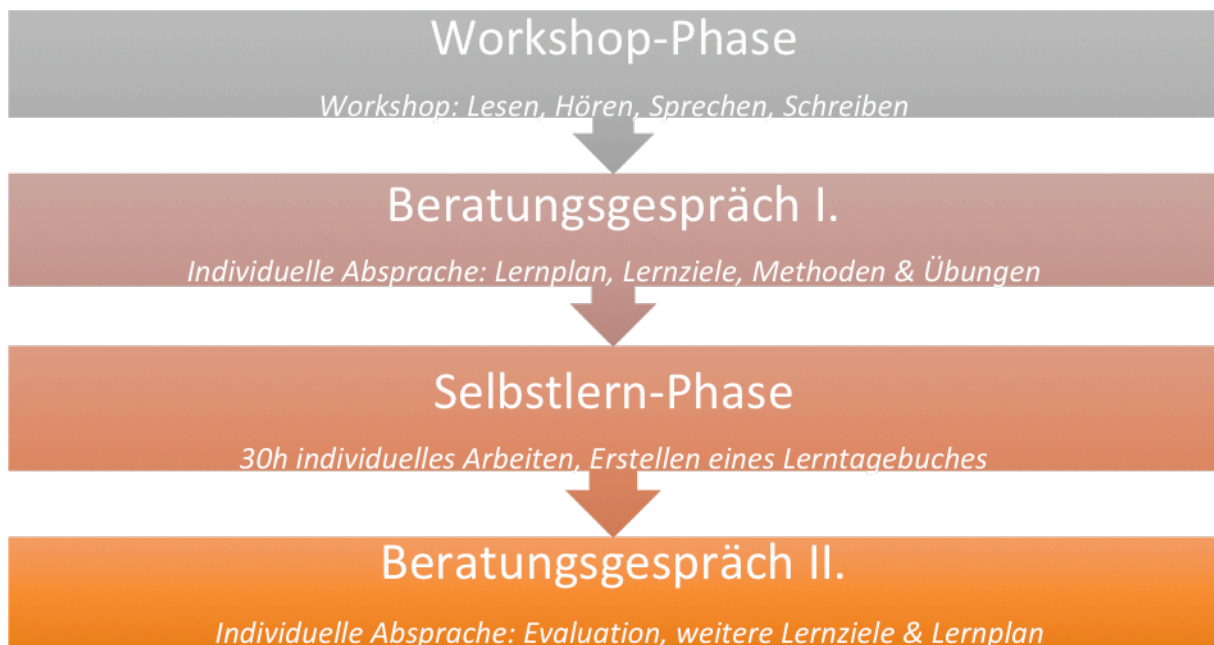 Workshop-Phase
Workshop: Lesen, Hören, Sprechen, Schreiben
Beratungsgespräch I.
Individuelle Absprache: Lernplan, Lernziele, Methoden & Übungen
Selbstlern-Phase
30h individuelles Arbeiten, Erstellen eines Lerntagebuches
Beratungsgespräch II.
Individuelle Absprache: Evaluation, weitere Lernziele & Lernplan